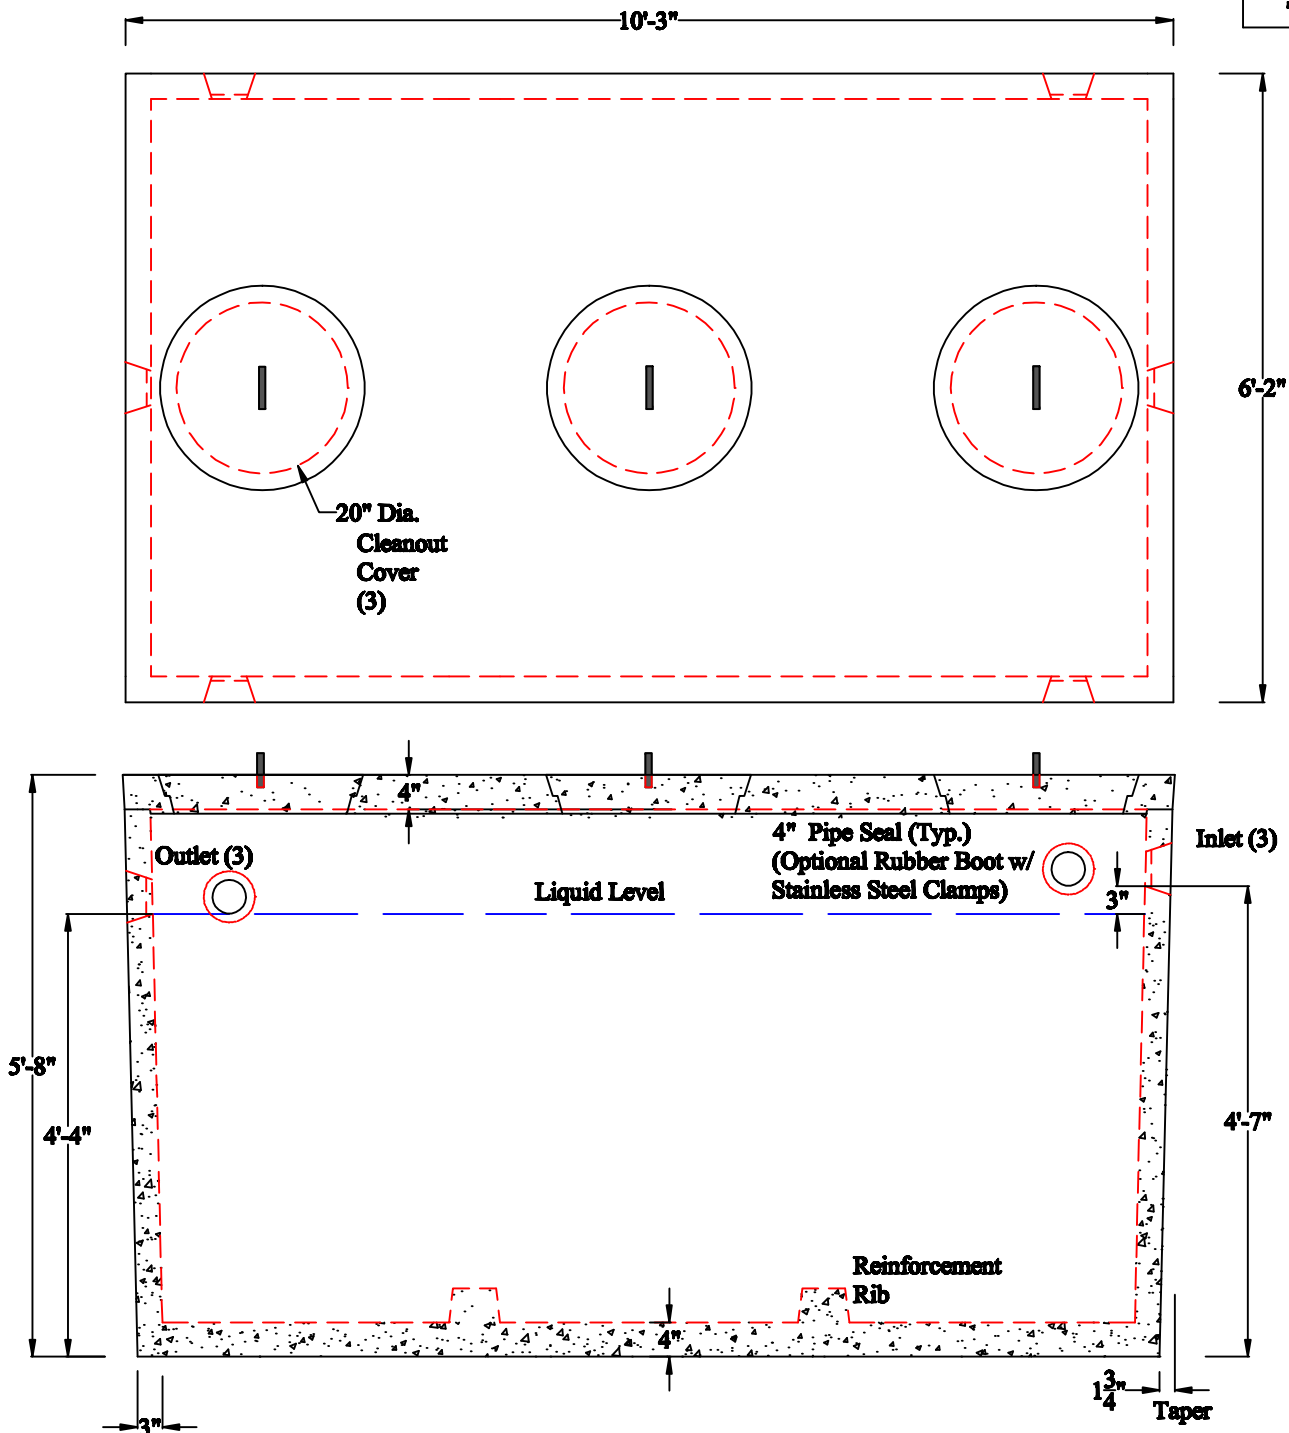 10'-3"
6'-2"
20" Dia.
Cleanout
Cover
(3)
4"
4" Pipe Seal (Typ.)
(Optional Rubber Boot w/
Stainless Steel Clamps)
Inlet (3)
Outlet (3)
Liquid Level
3"
5'-8"
4'-4"
4'-7"
Reinforcement
Rib
4"
1 3/4"
Taper
3"